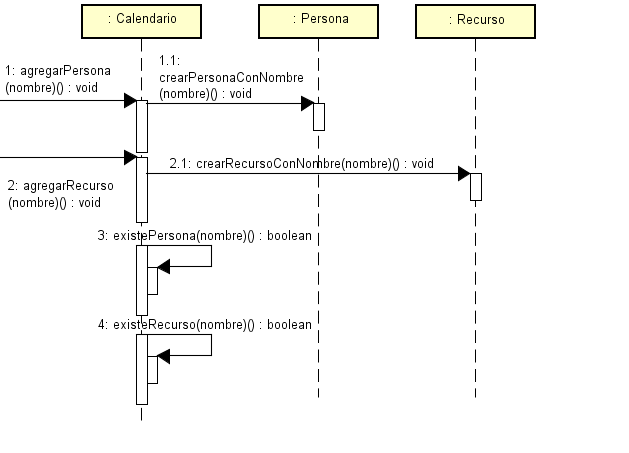 : Calendario
: Persona
: Recurso
1: agregarPersona
(nombre)() : void
1.1:
crearPersonaConNombre
(nombre)() : void
2.1: crearRecursoConNombre(nombre)() : void
2: agregarRecurso
(nombre)() : void
3: existePersona(nombre)() : boolean
4: existeRecurso(nombre)() : boolean